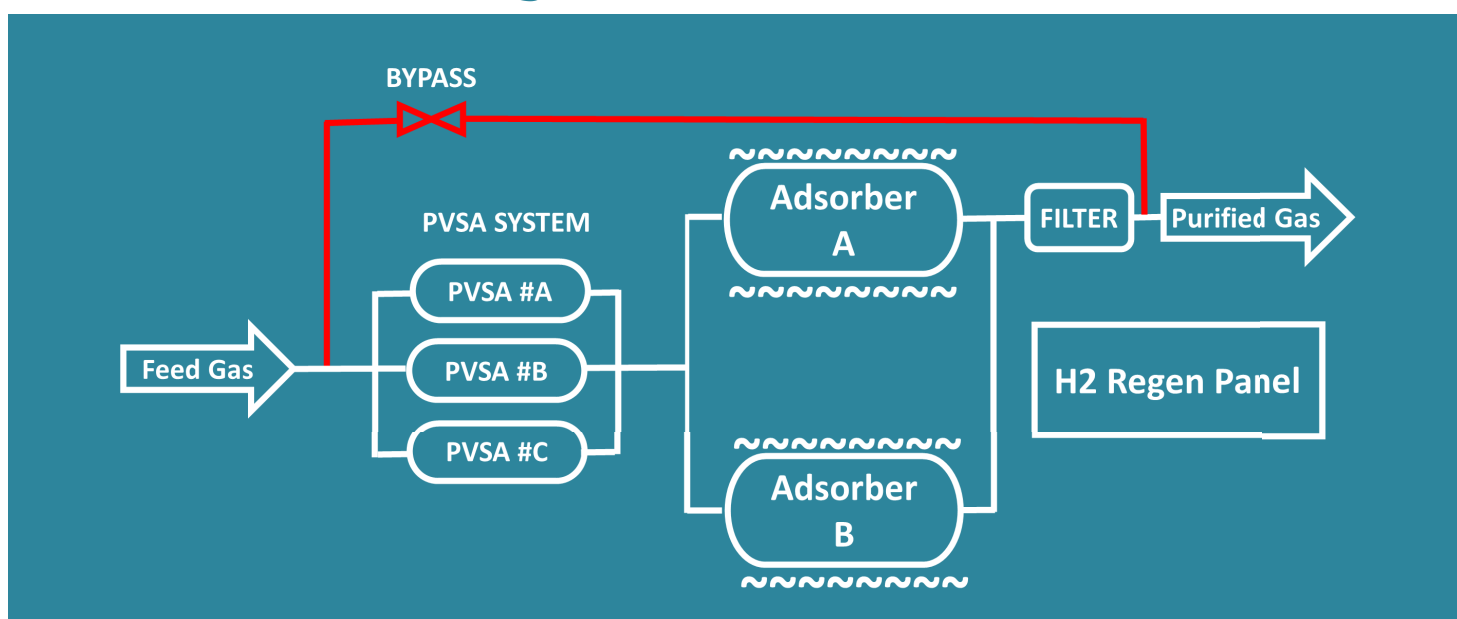 BYPASS
PVSA SYSTEM
PVSA #A
PVSA #B
PVSA #C
Feed Gas
Adsorber
A
Adsorber
B
FILTER
Purified Gas
H2 Regen Panel